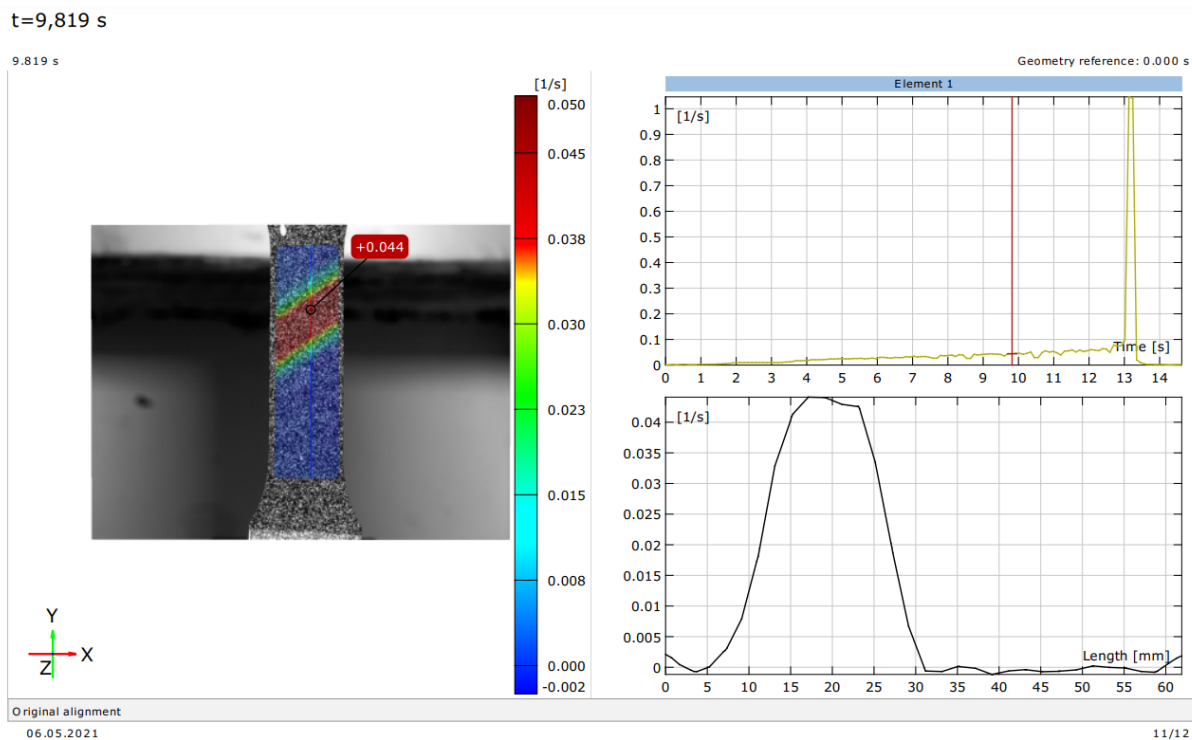 t=9,819 s
9.819 s
Geometry reference: 0.000 s
[1/s]
0.050
0.045
0.038
0.030
0.023
0.015
0.008
0.000
-0.002
+0.044
Y
X
Z
Element 1
[1/s]
1
0.9
0.8
0.7
0.6
0.5
0.4
0.3
0.2
0.1
0
Time [s]
0 1 2 3 4 5 6 7 8 9 10 11 12 13 14
[1/s]
0.04
0.035
0.03
0.025
0.02
0.015
0.01
0.005
0
Length [mm]
0 5 10 15 20 25 30 35 40 45 50 55 60
Original alignment
06.05.2021
11/12